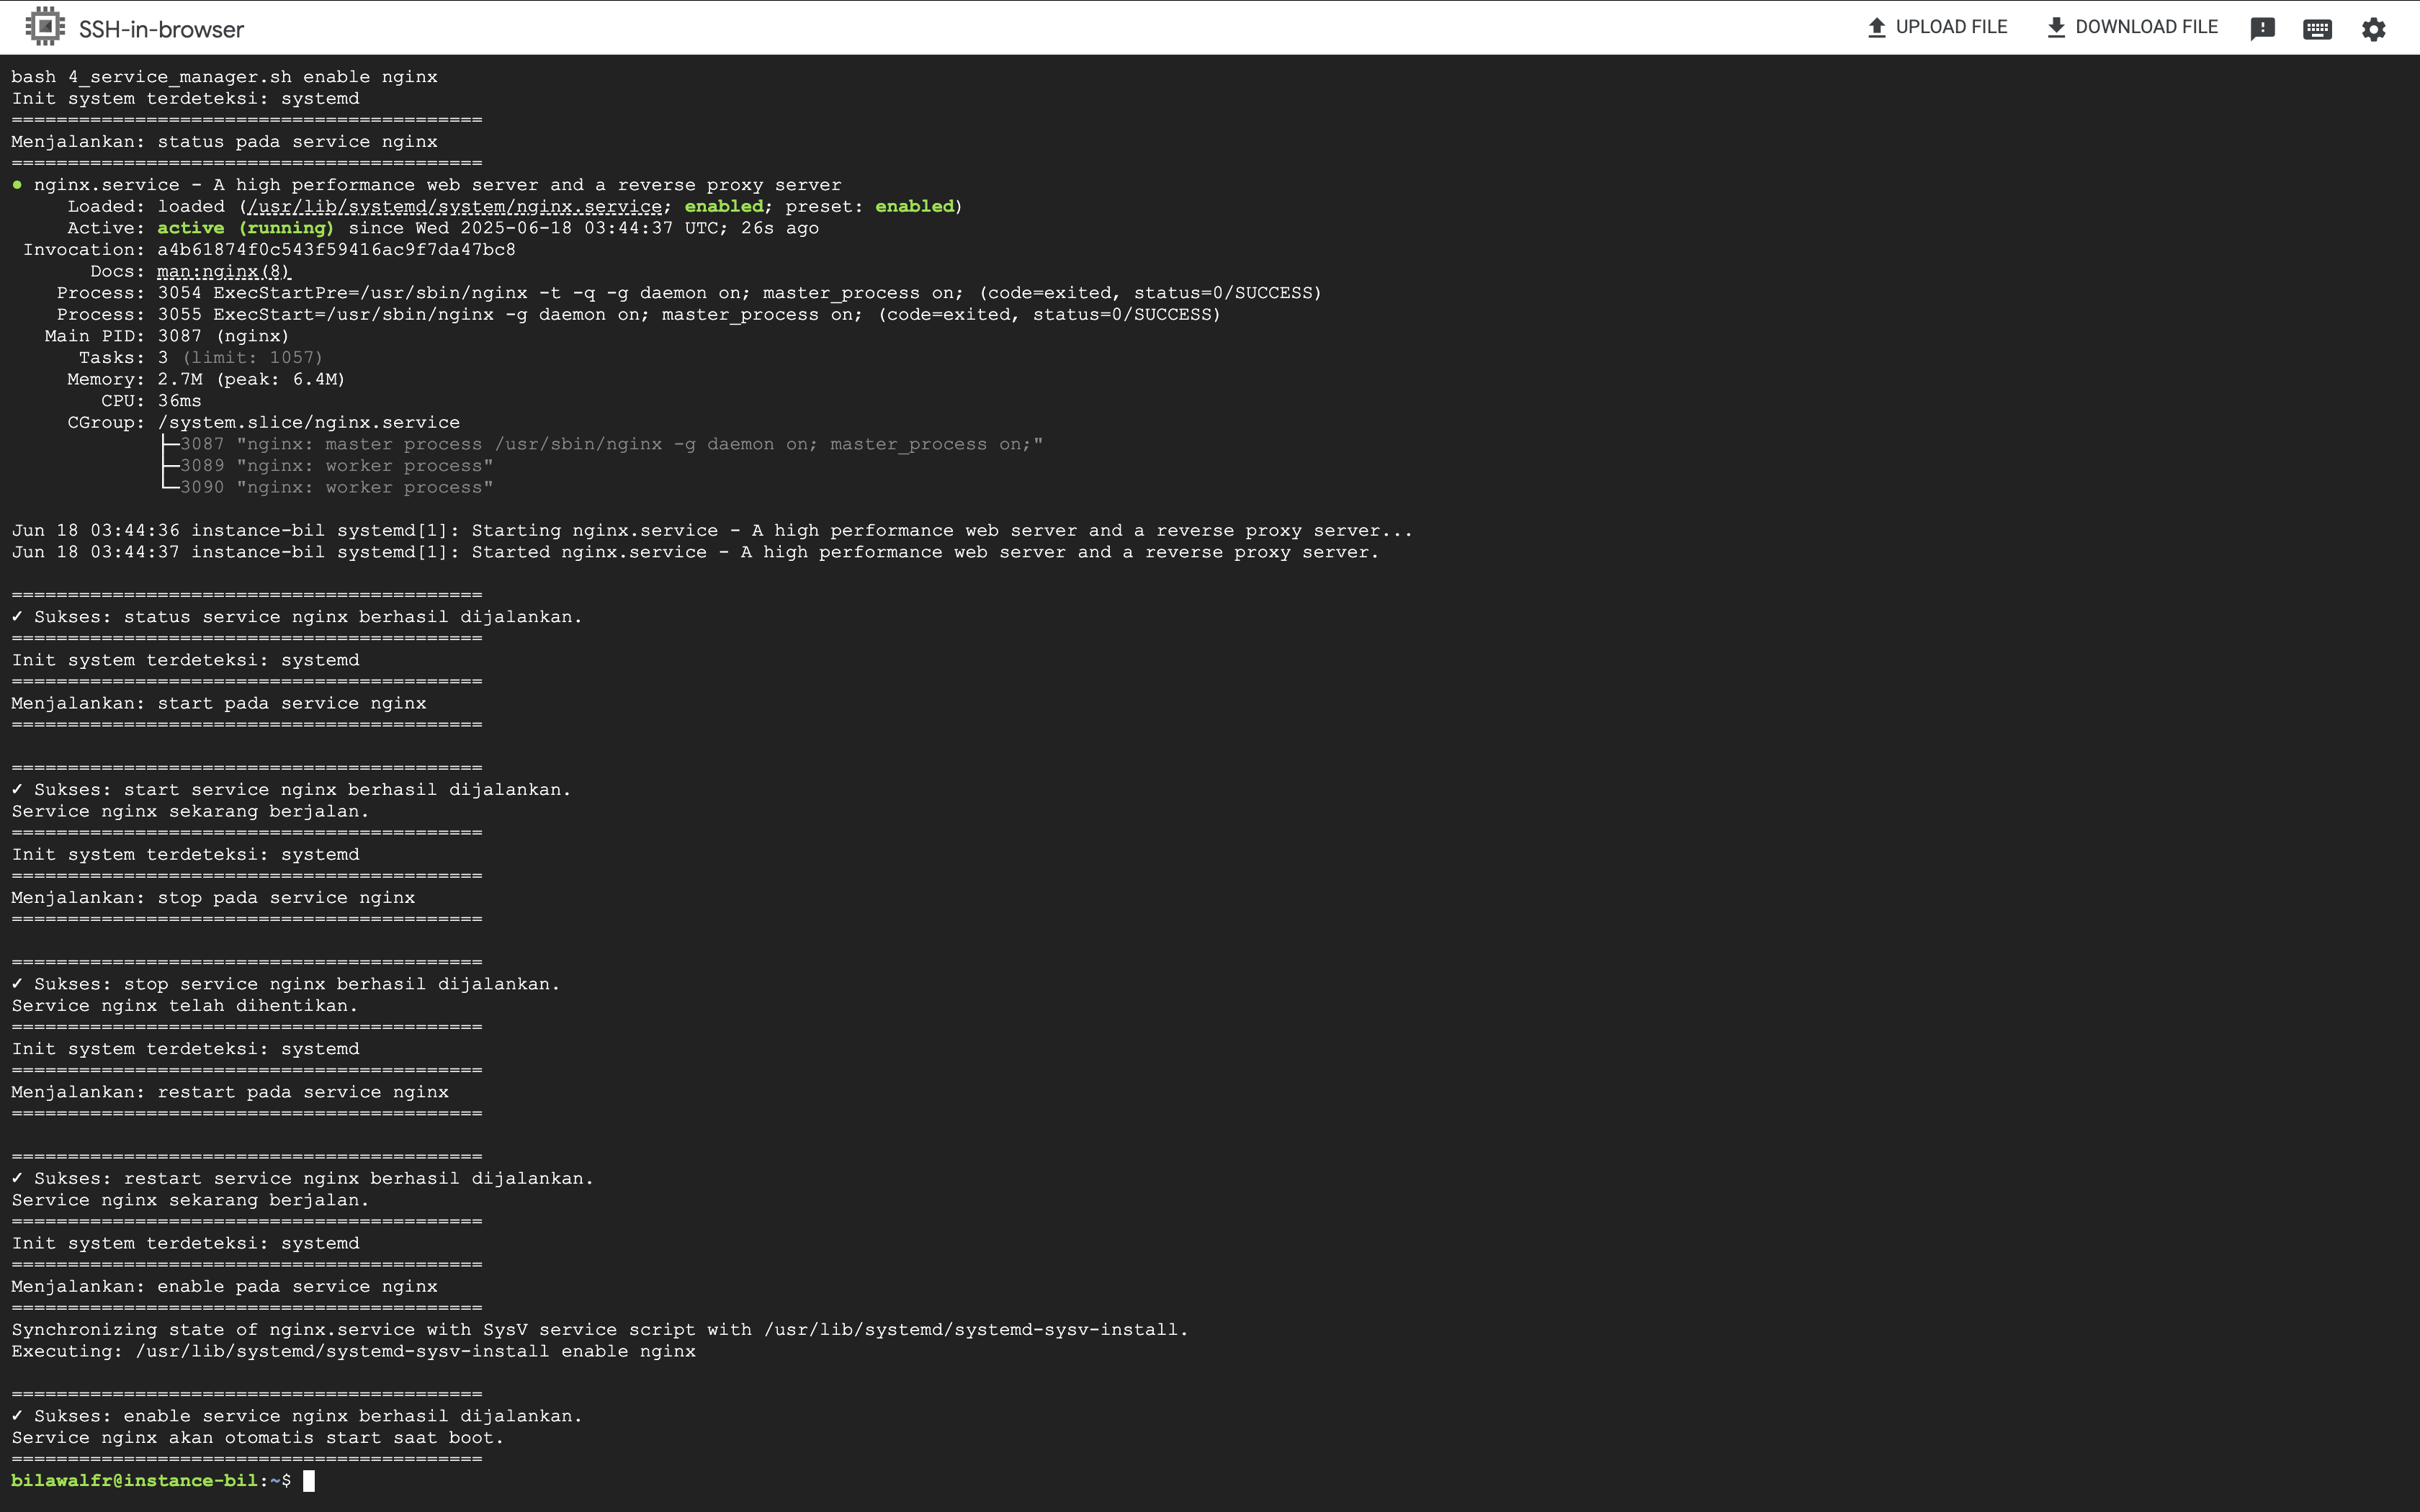 SSH-in-browser
UPLOAD FILE
DOWNLOAD FILE
bash 4_service_manager.sh enable nginx
Init system terdeteksi: systemd
==========================================
Menjalankan: status pada service nginx
==========================================
● nginx.service - A high performance web server and a reverse proxy server
     Loaded: loaded (/usr/lib/systemd/system/nginx.service; enabled; preset: enabled)
     Active: active (running) since Wed 2025-06-18 03:44:37 UTC; 26s ago
 Invocation: a4b61874f0c543f59416ac9f7da47bc8
       Docs: man:nginx(8)
    Process: 3054 ExecStartPre=/usr/sbin/nginx -t -q -g daemon on; master_process on; (code=exited, status=0/SUCCESS)
    Process: 3055 ExecStart=/usr/sbin/nginx -g daemon on; master_process on; (code=exited, status=0/SUCCESS)
   Main PID: 3087 (nginx)
      Tasks: 3 (limit: 1057)
     Memory: 2.7M (peak: 6.4M)
        CPU: 36ms
     CGroup: /system.slice/nginx.service
             ├─3087 "nginx: master process /usr/sbin/nginx -g daemon on; master_process on;"
             ├─3089 "nginx: worker process"
             └─3090 "nginx: worker process"
Jun 18 03:44:36 instance-bil systemd[1]: Starting nginx.service - A high performance web server and a reverse proxy server...
Jun 18 03:44:37 instance-bil systemd[1]: Started nginx.service - A high performance web server and a reverse proxy server.
==========================================
✓ Sukses: status service nginx berhasil dijalankan.
==========================================
Init system terdeteksi: systemd
==========================================
Menjalankan: start pada service nginx
==========================================
==========================================
✓ Sukses: start service nginx berhasil dijalankan.
Service nginx sekarang berjalan.
==========================================
Init system terdeteksi: systemd
==========================================
Menjalankan: stop pada service nginx
==========================================
==========================================
✓ Sukses: stop service nginx berhasil dijalankan.
Service nginx telah dihentikan.
==========================================
Init system terdeteksi: systemd
==========================================
Menjalankan: restart pada service nginx
==========================================
==========================================
✓ Sukses: restart service nginx berhasil dijalankan.
Service nginx sekarang berjalan.
==========================================
Init system terdeteksi: systemd
==========================================
Menjalankan: enable pada service nginx
==========================================
Synchronizing state of nginx.service with SysV service script with /usr/lib/systemd/systemd-sysv-install.
Executing: /usr/lib/systemd/systemd-sysv-install enable nginx
==========================================
✓ Sukses: enable service nginx berhasil dijalankan.
Service nginx akan otomatis start saat boot.
==========================================
bilawalfr@instance-bil:~$